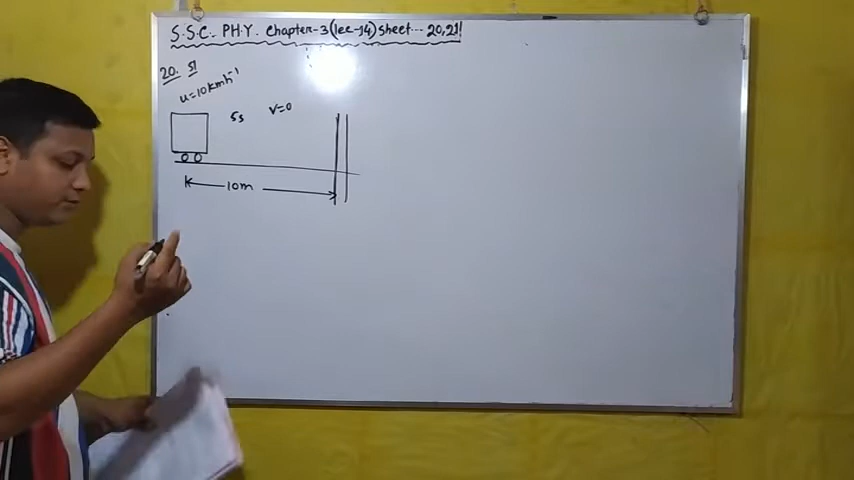 S.S.C. PHY. Chapter-3(lec-14) sheet... 20,21!
20.
u=10kmh⁻¹
5s v=0
10m